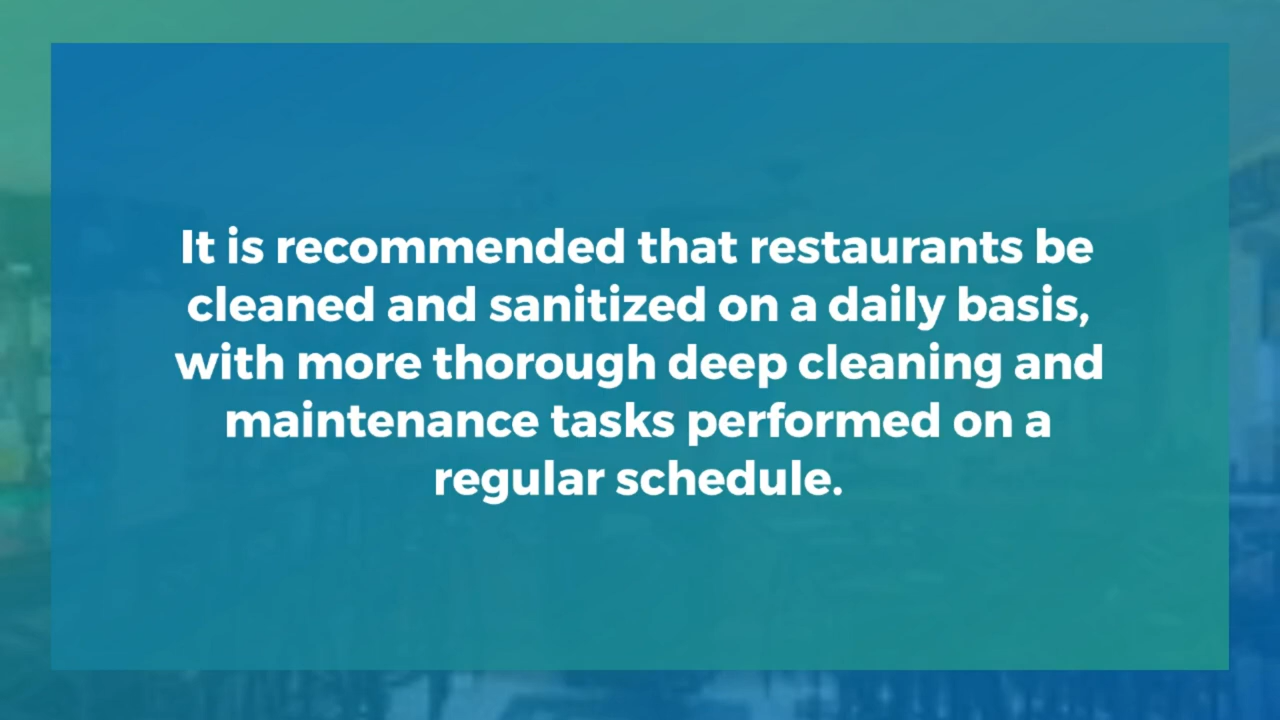 It is recommended that restaurants be
cleaned and sanitized on a daily basis,
with more thorough deep cleaning and
maintenance tasks performed on a
regular schedule.